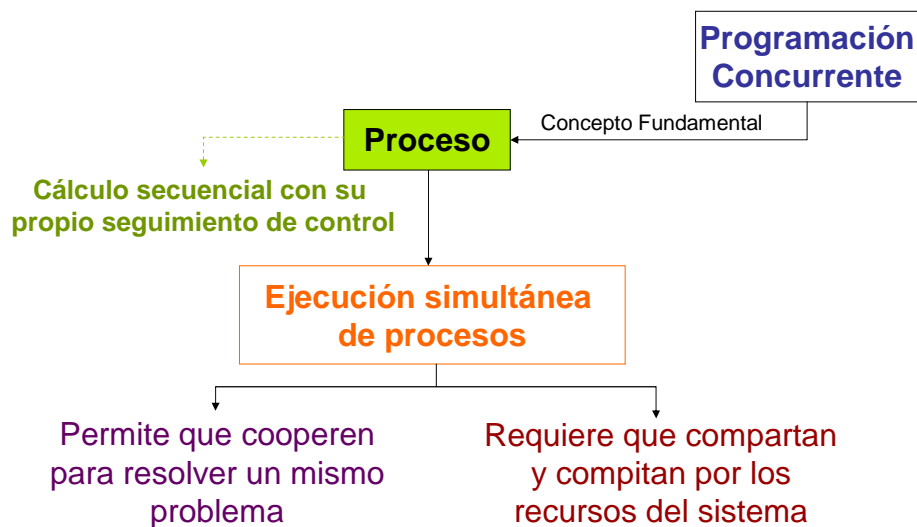 Programación
Concurrente
Concepto Fundamental
Proceso
Cálculo secuencial con su
propio seguimiento de control
Ejecución simultánea
de procesos
Permite que cooperen
para resolver un mismo
problema
Requiere que compartan
y compitan por los
recursos del sistema